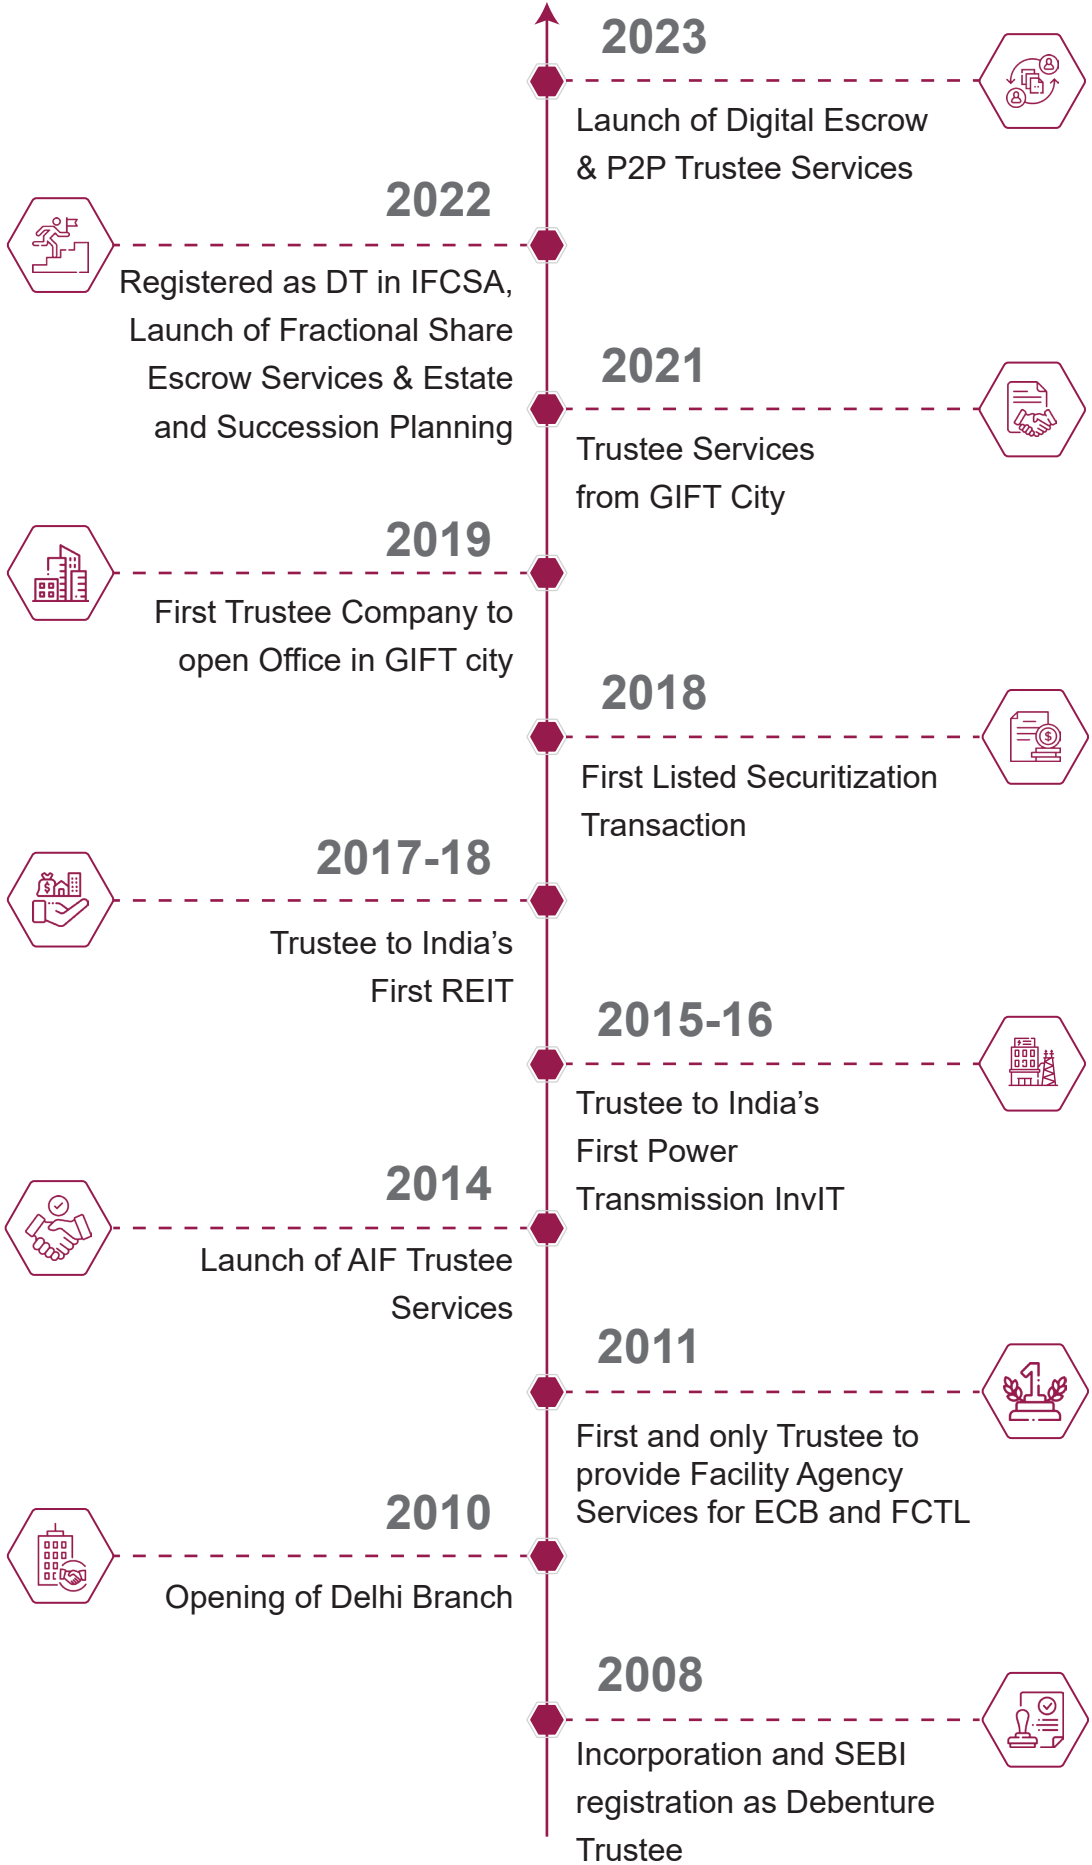 2023
Launch of Digital Escrow
& P2P Trustee Services
2022
Registered as DT in IFCSA,
Launch of Fractional Share
Escrow Services & Estate
and Succession Planning
2021
Trustee Services
from GIFT City
2019
First Trustee Company to
open Office in GIFT city
2018
First Listed Securitization
Transaction
2017-18
Trustee to India’s
First REIT
2015-16
Trustee to India’s
First Power
Transmission InvIT
2014
Launch of AIF Trustee
Services
2011
First and only Trustee to
provide Facility Agency
Services for ECB and FCTL
2010
Opening of Delhi Branch
2008
Incorporation and SEBI
registration as Debenture
Trustee